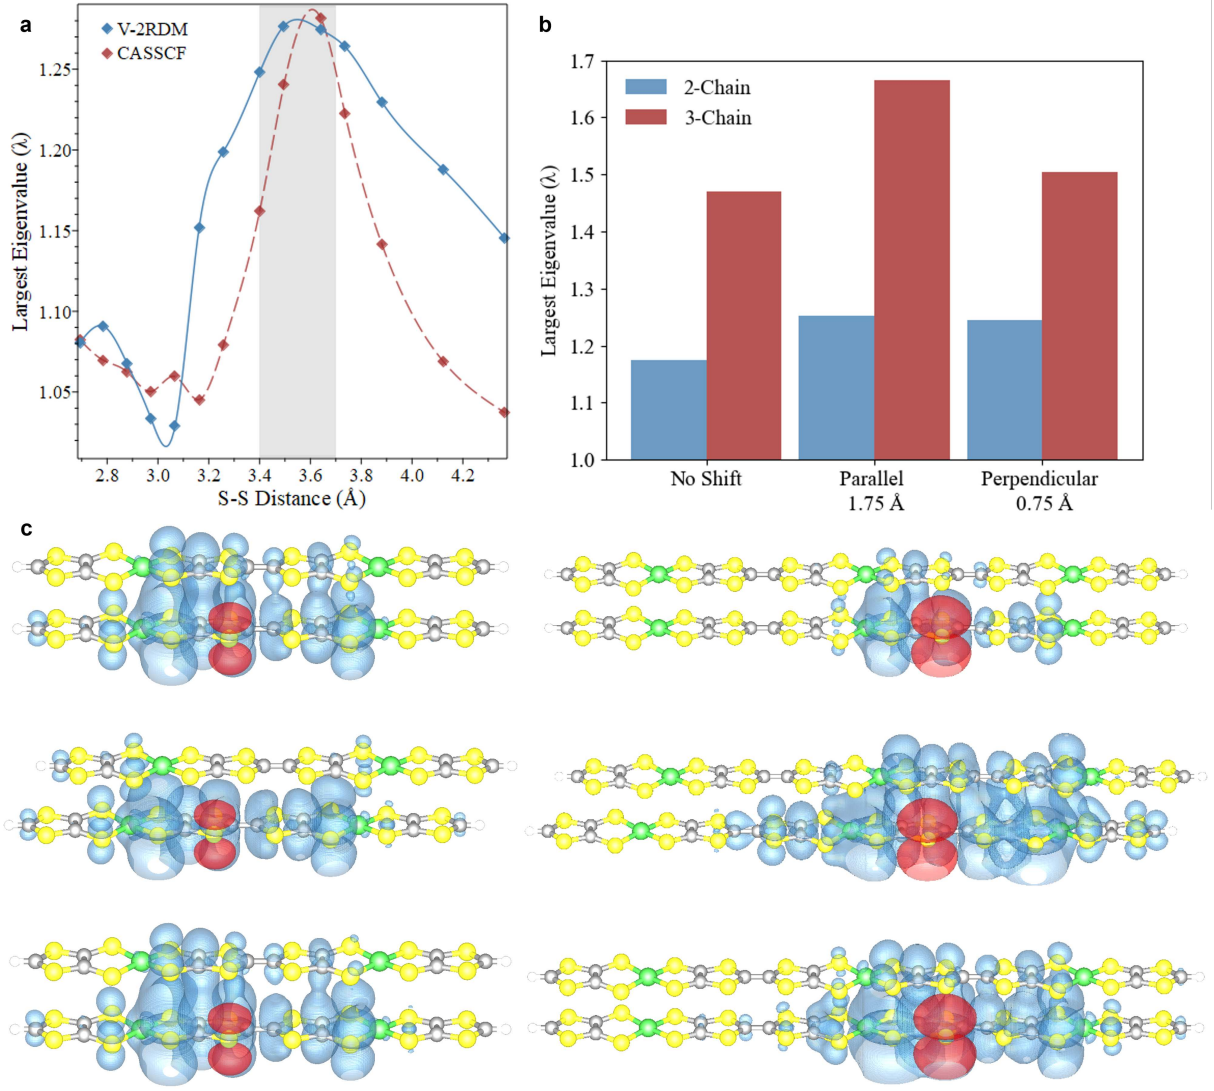 a
V-2RDM
CASSCF
Largest Eigenvalue (λ)
1.25
1.20
1.15
1.10
1.05
2.8 3.0 3.2 3.4 3.6 3.8 4.0 4.2
S-S Distance (Å)
b
2-Chain
3-Chain
Largest Eigenvalue (λ)
1.7
1.6
1.5
1.4
1.3
1.2
1.1
1.0
No Shift Parallel Perpendicular
1.75 Å 0.75 Å
c